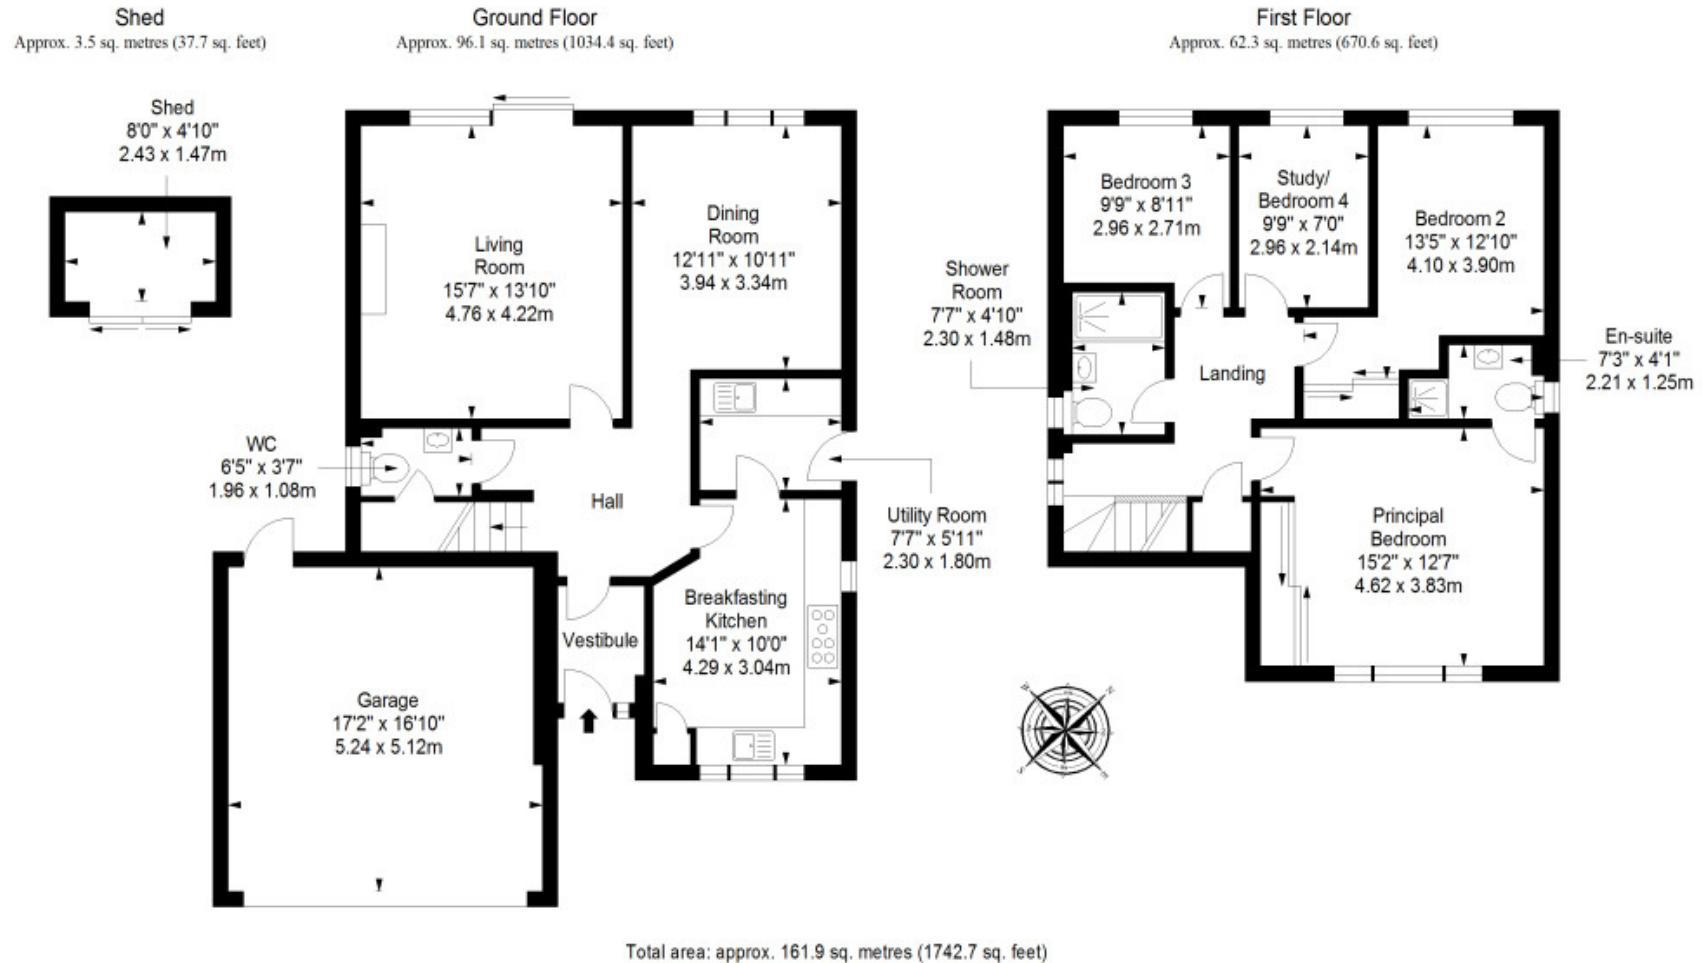 Shed
Approx. 3.5 sq. metres (37.7 sq. feet)
Ground Floor
Approx. 96.1 sq. metres (1034.4 sq. feet)
First Floor
Approx. 62.3 sq. metres (670.6 sq. feet)
Shed
8'0" x 4'10"
2.43 x 1.47m
Living
Room
15'7" x 13'10"
4.76 x 4.22m
Dining
Room
12'11" x 10'11"
3.94 x 3.34m
WC
6'5" x 3'7"
1.96 x 1.08m
Hall
Utility Room
7'7" x 5'11"
2.30 x 1.80m
Breakfasting
Kitchen
14'1" x 10'0"
4.29 x 3.04m
Vestibule
Garage
17'2" x 16'10"
5.24 x 5.12m
Bedroom 3
9'9" x 8'11"
2.96 x 2.71m
Study/
Bedroom 4
9'9" x 7'0"
2.96 x 2.14m
Bedroom 2
13'5" x 12'10"
4.10 x 3.90m
Shower
Room
7'7" x 4'10"
2.30 x 1.48m
Landing
En-suite
7'3" x 4'1"
2.21 x 1.25m
Principal
Bedroom
15'2" x 12'7"
4.62 x 3.83m
Total area: approx. 161.9 sq. metres (1742.7 sq. feet)